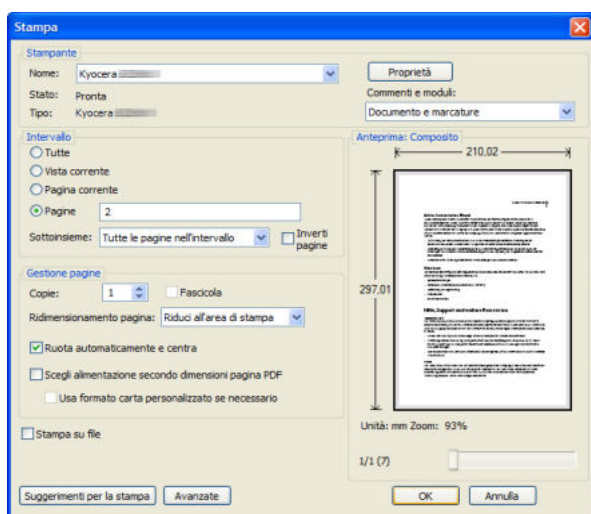 Stampa
Stampante
Nome: Kyocera
Proprietà
Stato: Pronta
Commenti e moduli:
Tipo: Kyocera
Documento e marcature
Intervallo
Anteprima: Composito
Tutte
210,02
Vista corrente
Pagina corrente
Pagine 2
Sottoinsieme: Tutte le pagine nell'intervallo
Inverti
pagine
Gestione pagine
Copie: 1
Fascicola
297,01
Ridimensionamento pagina: Riduci all'area di stampa
Ruota automaticamente e centra
Scegli alimentazione secondo dimensioni pagina PDF
Usa formato carta personalizzato se necessario
Unità: mm Zoom: 93%
Stampa su file
1/1 (7)
Suggerimenti per la stampa
Avanzate
OK
Annulla